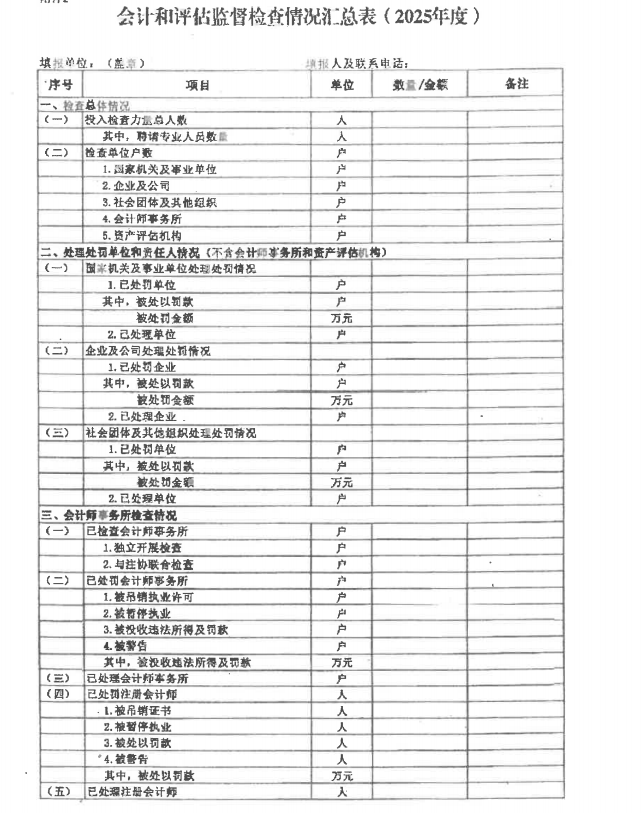 会计和评估监督检查情况汇总表（2025年度）
填报单位：（盖章） 填报人及联系电话：
序号 项目 单位 数量/金额 备注
一、检查总体情况
（一） 投入检查力量总人数 人
其中，聘请专业人员数量 人
（二） 检查单位户数 户
1.国家机关及事业单位 户
2.企业及公司 户
3.社会团体及其他组织 户
4.会计师事务所 户
5.资产评估机构 户
二、处理处罚单位和责任人情况（不含会计师事务所和资产评估机构）
（一） 国家机关及事业单位处理处罚情况
1.已处罚单位 户
其中，被处以罚款 户
被处罚金额 万元
2.已处理单位 户
（二） 企业及公司处理处罚情况
1.已处罚企业 户
其中，被处以罚款 户
被处罚金额 万元
2.已处理企业 户
（三） 社会团体及其他组织处理处罚情况
1.已处罚单位 户
其中，被处以罚款 户
被处罚金额 万元
2.已处理单位 户
三、会计师事务所检查情况
（一） 已检查会计师事务所 户
1.独立开展检查 户
2.与注协联合检查 户
（二） 已处罚会计师事务所 户
1.被吊销执业许可 户
2.被暂停执业 户
3.被没收违法所得及罚款 户
4.被警告 户
其中，被没收违法所得及罚款 万元
（三） 已处理会计师事务所 户
（四） 已处罚注册会计师 人
1.被吊销证书 人
2.被暂停执业 人
3.被处以罚款 人
4.被警告 人
其中，被处以罚款 万元
（五） 已处理注册会计师 人